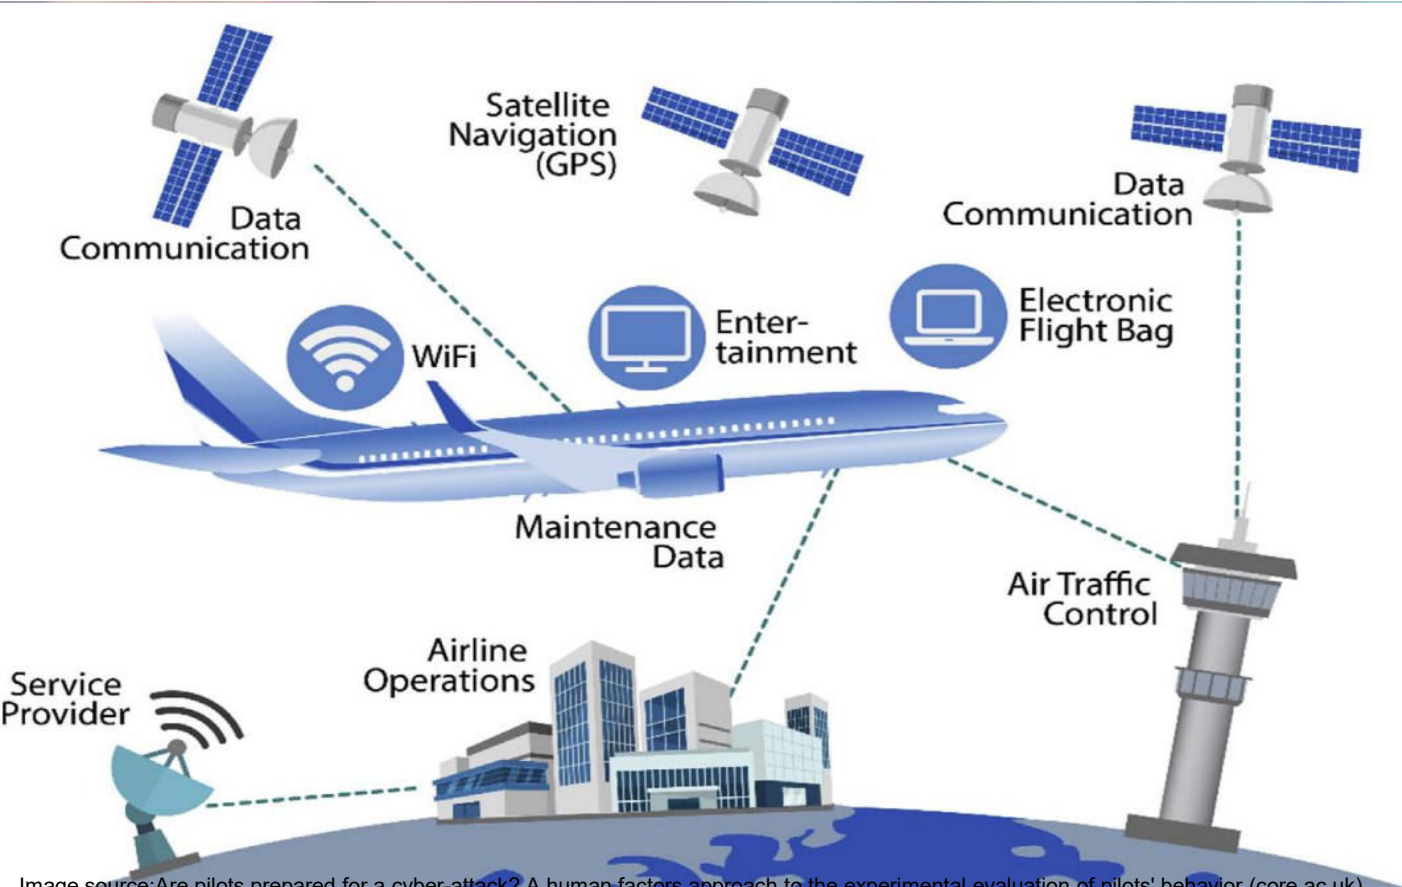 Satellite
Navigation
(GPS)
Data
Communication
Data
Communication
WiFi
Enter-
tainment
Electronic
Flight Bag
Maintenance
Data
Air Traffic
Control
Airline
Operations
Service
Provider
Image source:Are pilots prepared for a cyber-attack? A human factors approach to the experimental evaluation of pilots' behavior (core.ac.uk)